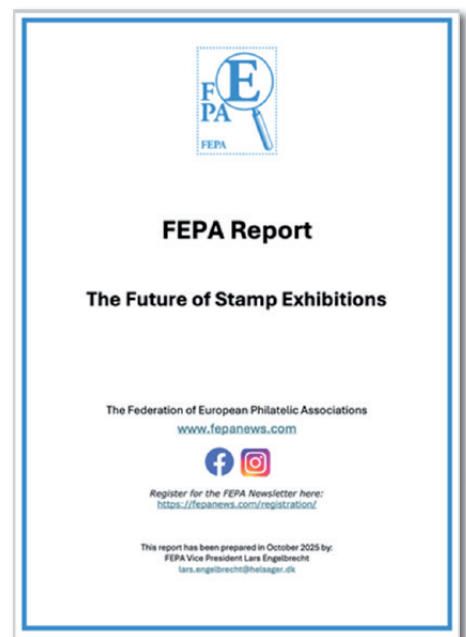 F E
PA
FEPA
FEPA Report
The Future of Stamp Exhibitions
The Federation of European Philatelic Associations
www.fepanews.com
Register for the FEPA Newsletter here:
https://fepanews.com/registration/
This report has been prepared in October 2025 by:
FEPA Vice President Lars Engelbrecht
lars.engelbrecht@helsager.dk